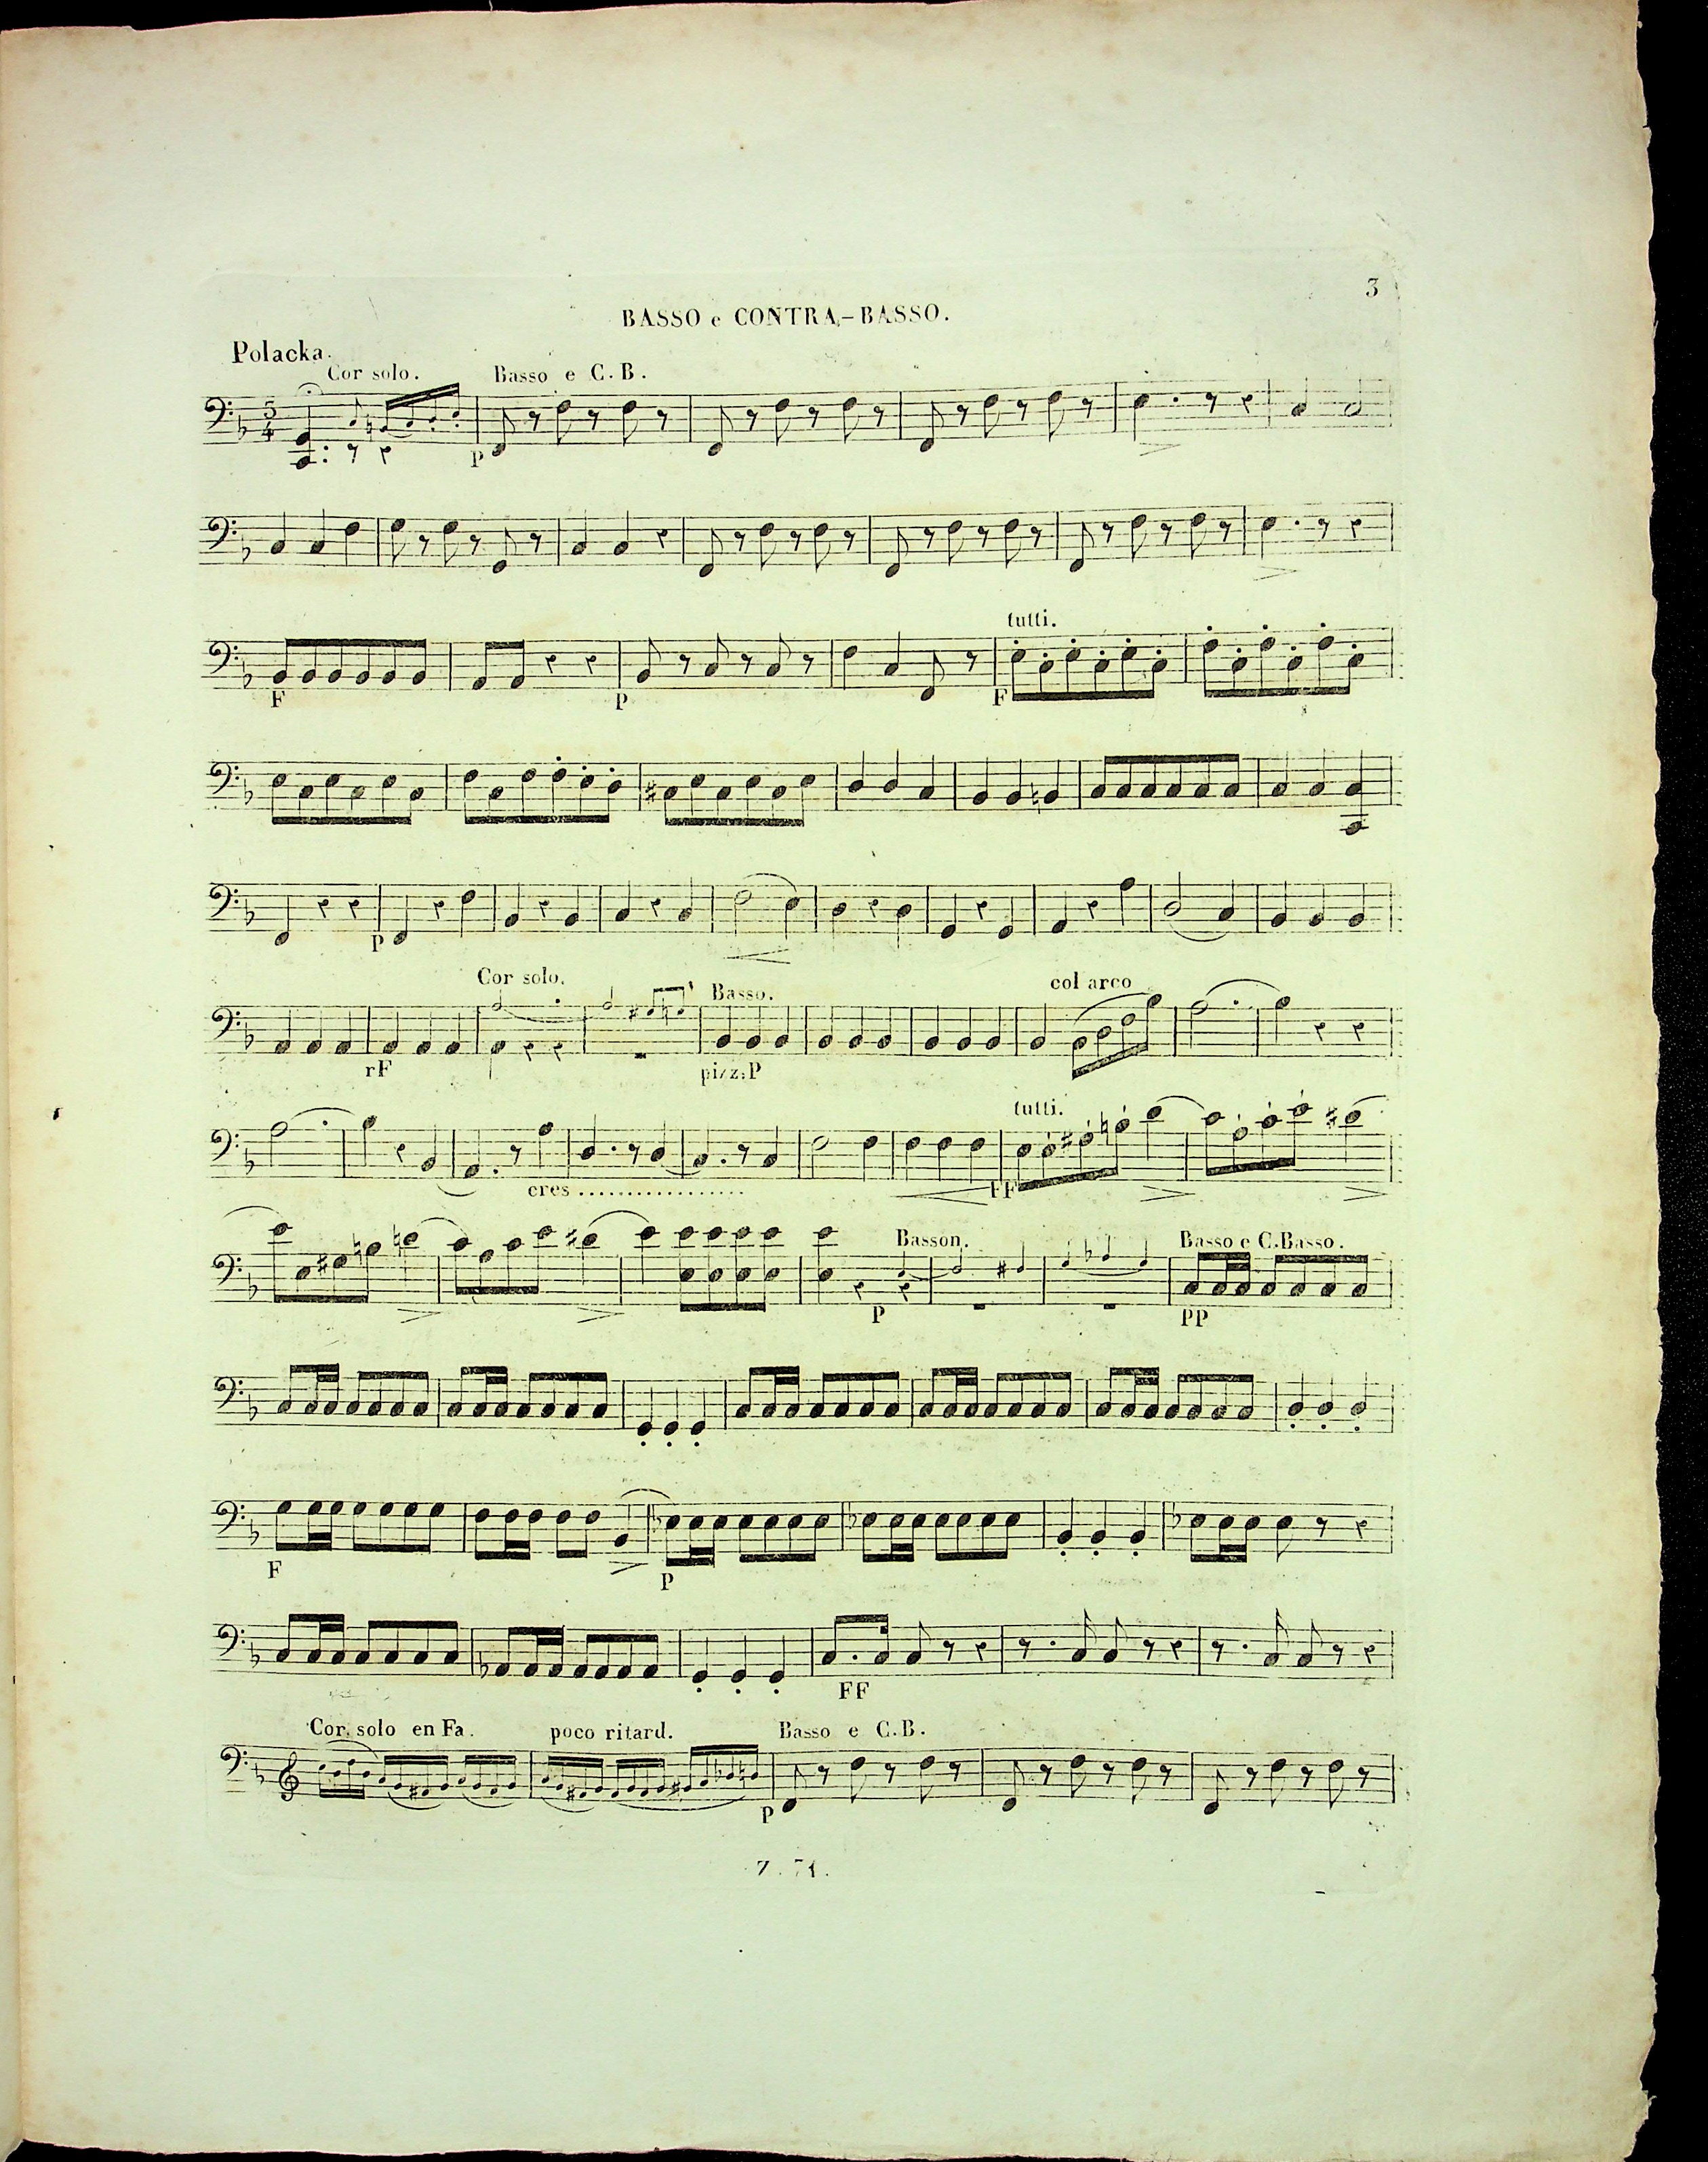 3
BASSO e CONTRA-BASSO.
Polacka.
Cor solo. Basso e C.B.
3/4
P
tutti.
F P F
P
Cor solo. Basso. col arco
rF pizz:P
tutti.
cres................. FF
Basson. Basso e C.Basso.
P PP
F P
FF
Cor. solo en Fa. poco ritard. Basso e C.B.
P
Z. 71.